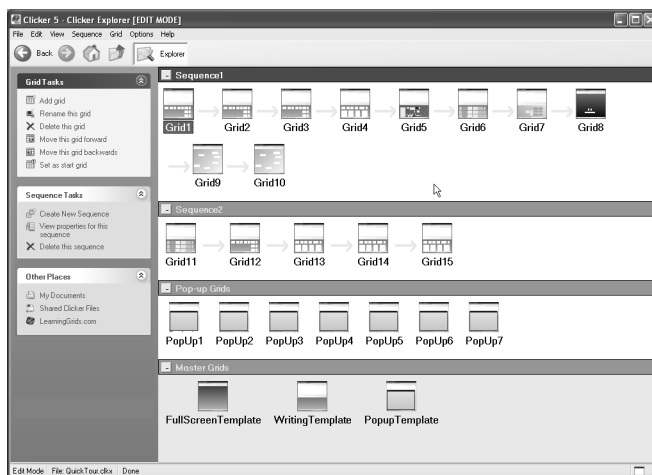 Clicker 5 - Clicker Explorer [EDIT MODE]
File Edit View Sequence Grid Options Help
Back Explorer
Grid Tasks
Add grid
Rename this grid
Delete this grid
Move this grid forward
Move this grid backwards
Set as start grid
Sequence Tasks
Create New Sequence
View properties for this
sequence
Delete this sequence
Other Places
My Documents
Shared Clicker Files
LearningGrids.com
Sequence1
Grid1 Grid2 Grid3 Grid4 Grid5 Grid6 Grid7 Grid8
Grid9 Grid10
Sequence2
Grid11 Grid12 Grid13 Grid14 Grid15
Pop-up Grids
PopUp1 PopUp2 PopUp3 PopUp4 PopUp5 PopUp6 PopUp7
Master Grids
FullScreenTemplate WritingTemplate PopupTemplate
Edit Mode File: QuickTour.clkx Done